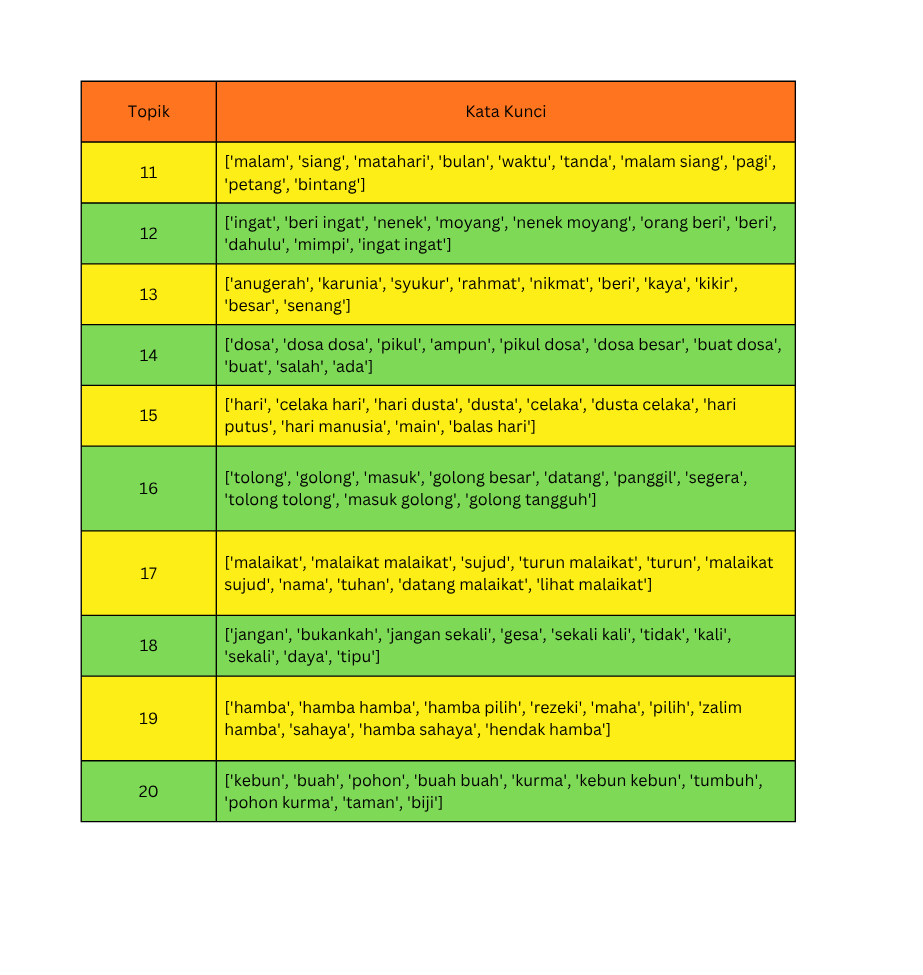 Topik Kata Kunci
11 ['malam', 'siang', 'matahari', 'bulan', 'waktu', 'tanda', 'malam siang', 'pagi',
'petang', 'bintang']
12 ['ingat', 'beri ingat', 'nenek', 'moyang', 'nenek moyang', 'orang beri', 'beri',
'dahulu', 'mimpi', 'ingat ingat']
13 ['anugerah', 'karunia', 'syukur', 'rahmat', 'nikmat', 'beri', 'kaya', 'kikir',
'besar', 'senang']
14 ['dosa', 'dosa dosa', 'pikul', 'ampun', 'pikul dosa', 'dosa besar', 'buat dosa',
'buat', 'salah', 'ada']
15 ['hari', 'celaka hari', 'hari dusta', 'dusta', 'celaka', 'dusta celaka', 'hari
putus', 'hari manusia', 'main', 'balas hari']
16 ['tolong', 'golong', 'masuk', 'golong besar', 'datang', 'panggil', 'segera',
'tolong tolong', 'masuk golong', 'golong tangguh']
17 ['malaikat', 'malaikat malaikat', 'sujud', 'turun malaikat', 'turun', 'malaikat
sujud', 'nama', 'tuhan', 'datang malaikat', 'lihat malaikat']
18 ['jangan', 'bukankah', 'jangan sekali', 'gesa', 'sekali kali', 'tidak', 'kali',
'sekali', 'daya', 'tipu']
19 ['hamba', 'hamba hamba', 'hamba pilih', 'rezeki', 'maha', 'pilih', 'zalim
hamba', 'sahaya', 'hamba sahaya', 'hendak hamba']
20 ['kebun', 'buah', 'pohon', 'buah buah', 'kurma', 'kebun kebun', 'tumbuh',
'pohon kurma', 'taman', 'biji']